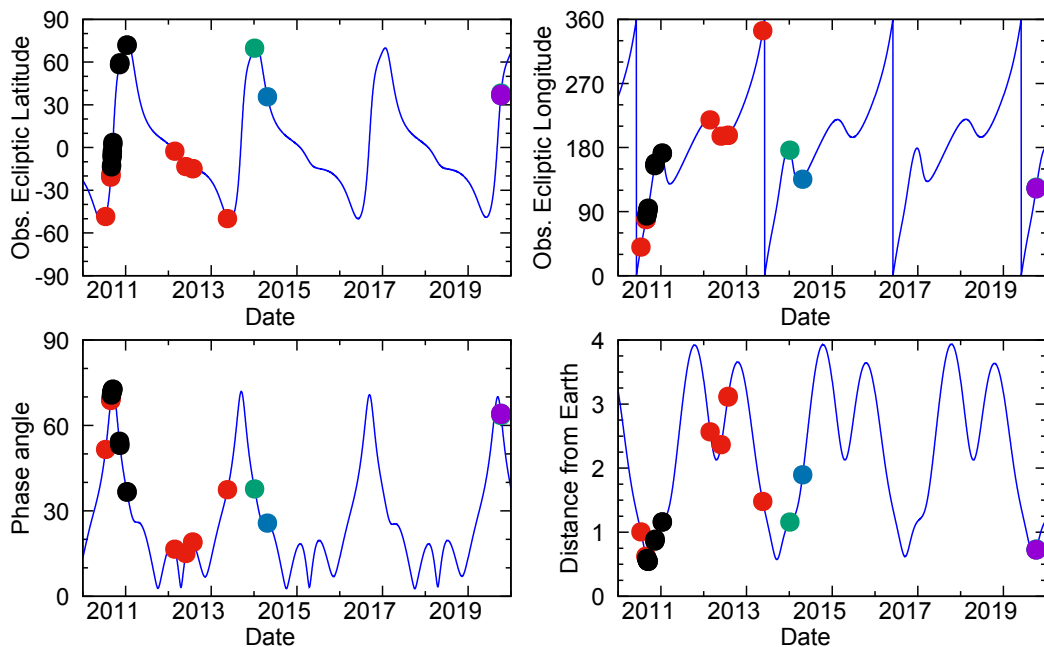 Obs. Ecliptic Latitude
90
60
30
0
-30
-60
-90
2011 2013 2015 2017 2019
Date
Obs. Ecliptic Longitude
360
270
180
90
0
2011 2013 2015 2017 2019
Date
Phase angle
90
60
30
0
2011 2013 2015 2017 2019
Date
Distance from Earth
4
3
2
1
0
2011 2013 2015 2017 2019
Date